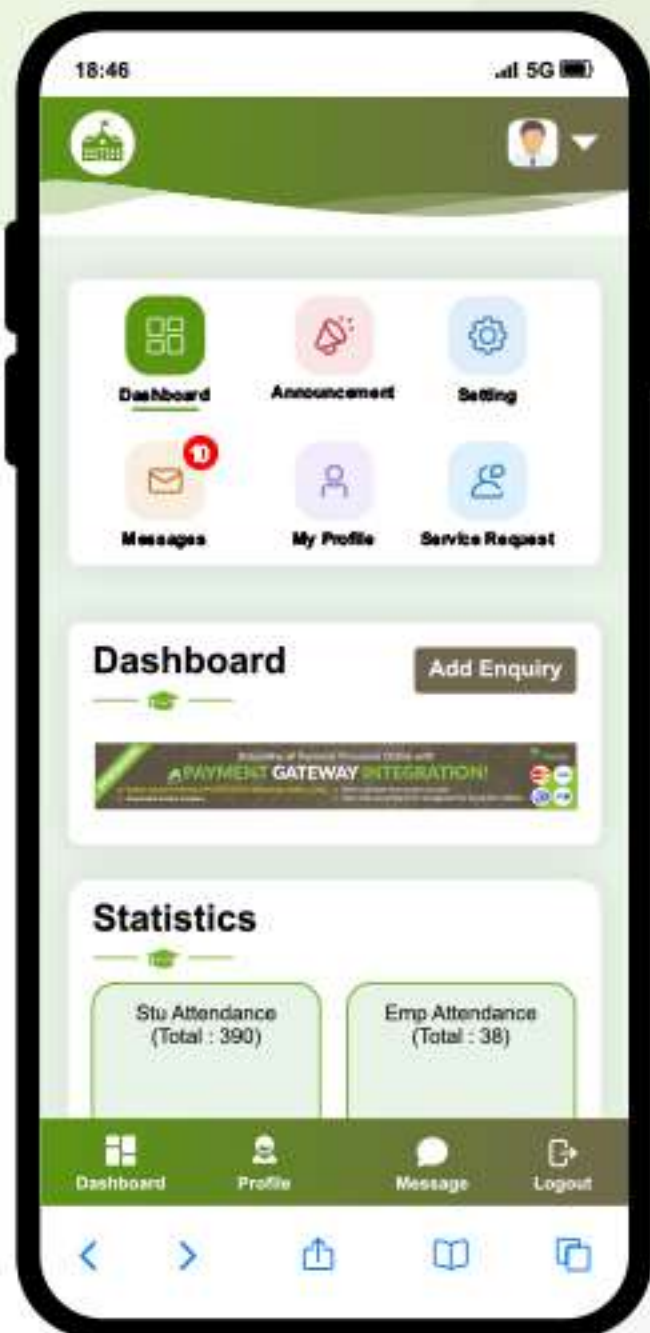 18:46
5G
Dashboard
Announcement
Setting
10
Messages
My Profile
Service Request
Dashboard
Add Enquiry
PAYMENT GATEWAY INTEGRATION!
Statistics
Stu Attendance
(Total : 390)
Emp Attendance
(Total : 38)
Dashboard
Profile
Message
Logout